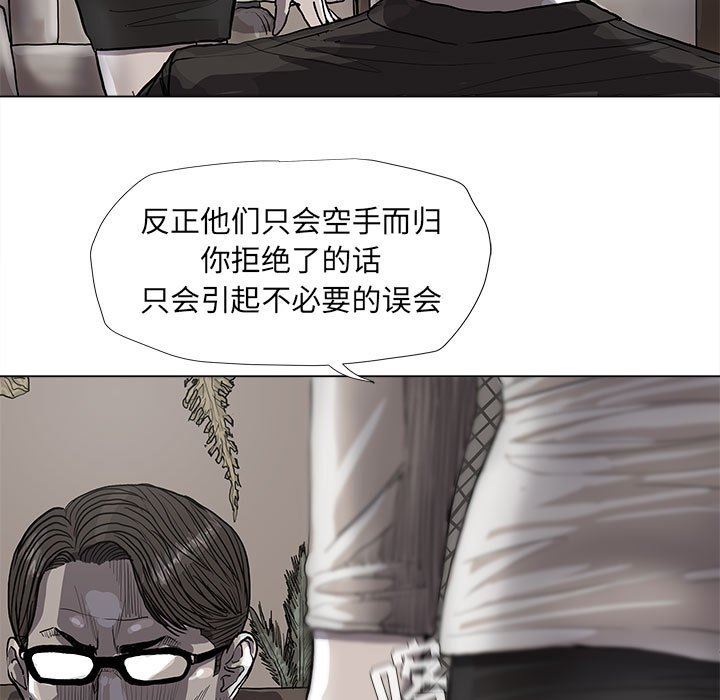 反正他们只会空手而归
你拒绝了的话
只会引起不必要的误会